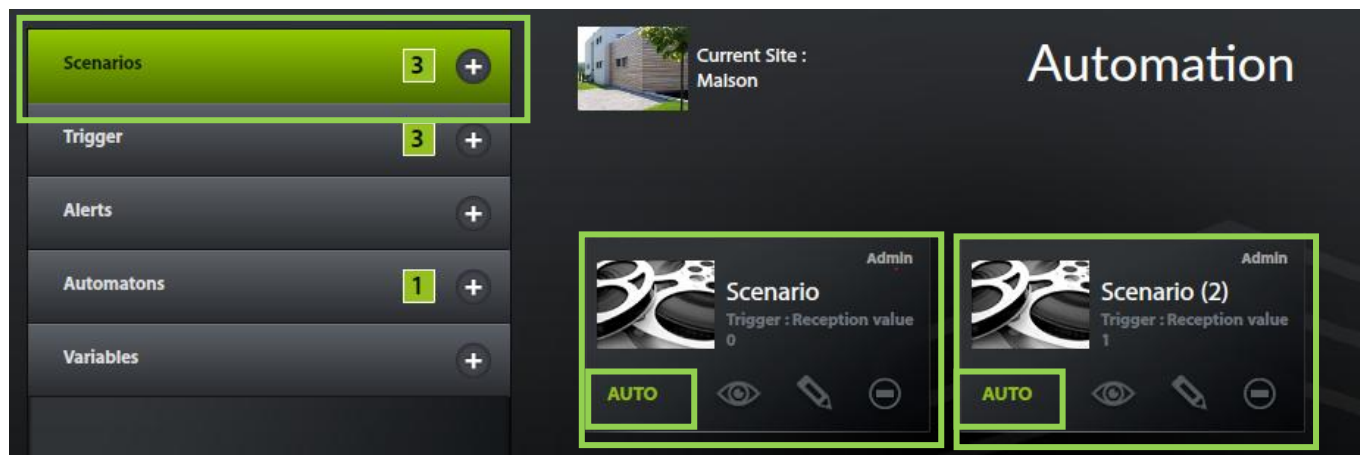 Scenarios 3
Trigger 3
Alerts
Automatons 1
Variables
Current Site :
Maison
Automation
Admin
Scenario
Trigger : Reception value
0
AUTO
Admin
Scenario (2)
Trigger : Reception value
1
AUTO